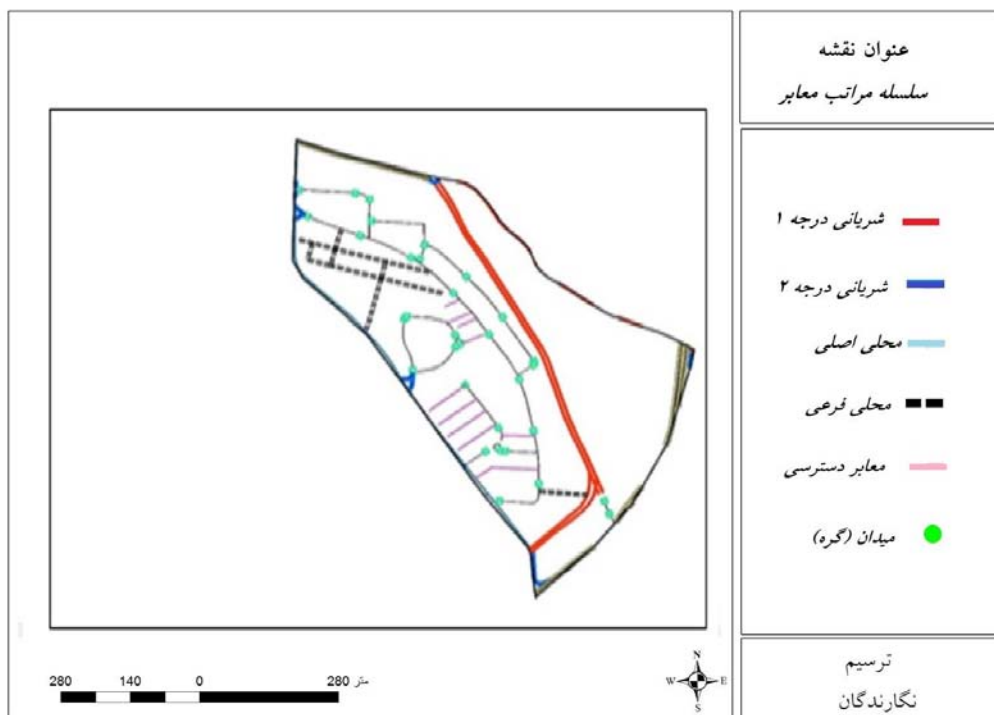 عنوان نقشه
سلسله مراتب معابر
شریانی درجه ۱
شریانی درجه ۲
محلی اصلی
محلی فرعی
معابر دسترسی
میدان (گره)
ترسیم
نگارندگان
280 140 0 280 متر
N
W E
S